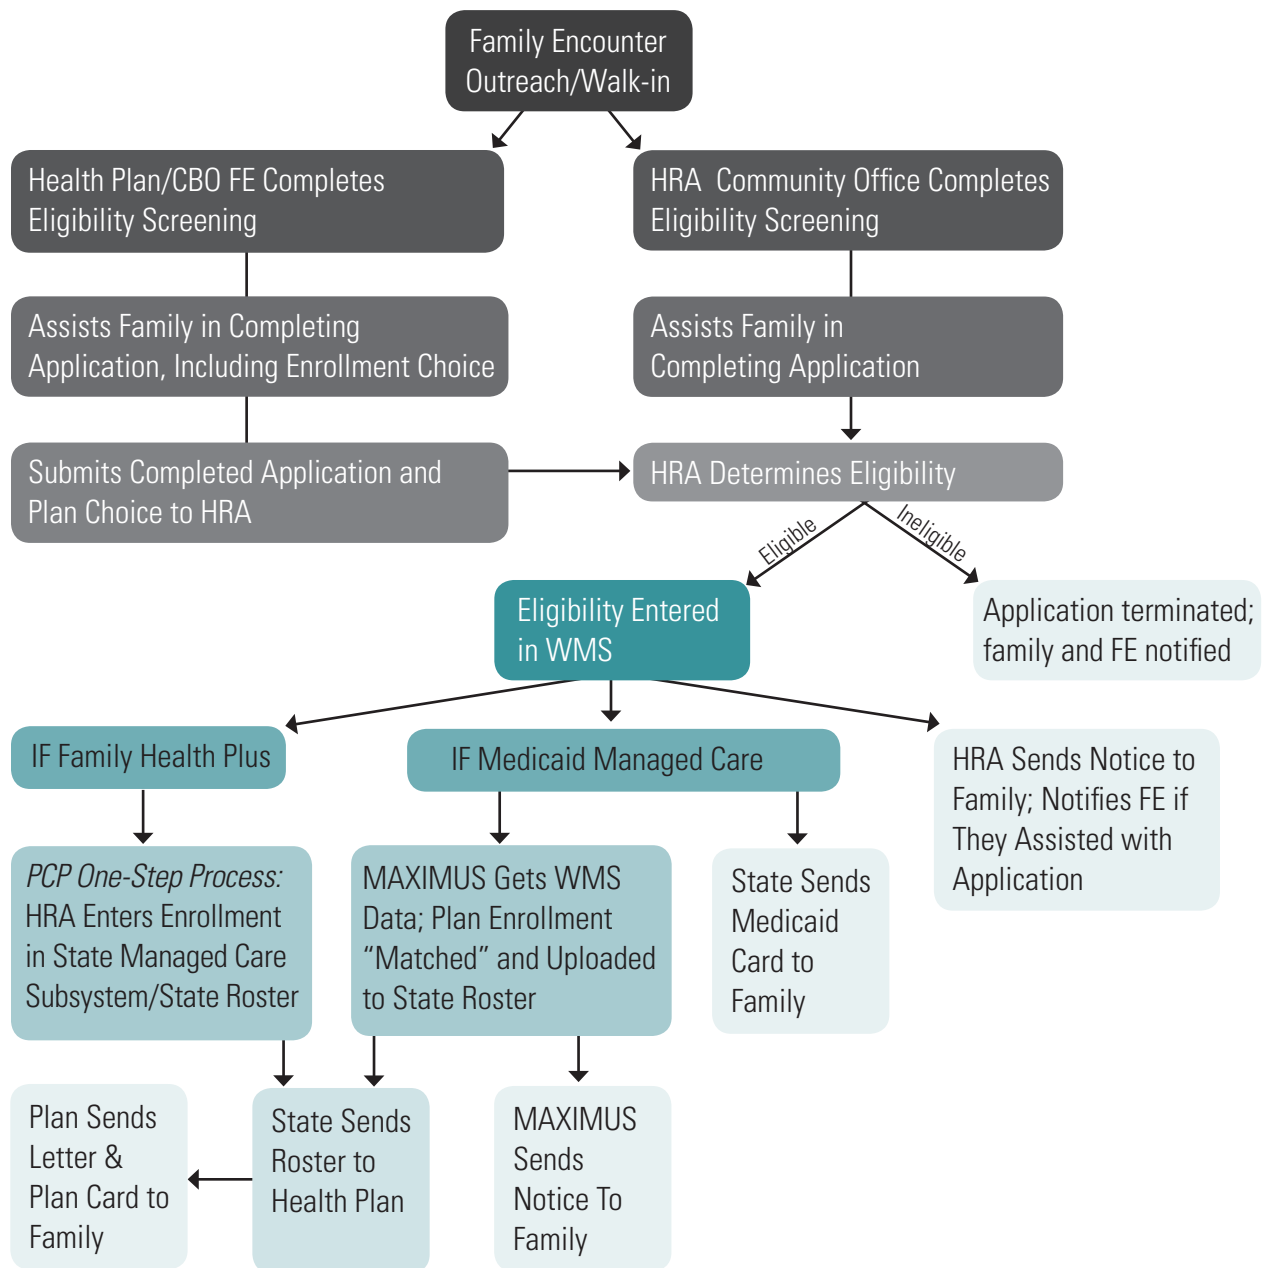 Family Encounter
Outreach/Walk-in
Health Plan/CBO FE Completes
Eligibility Screening
HRA Community Office Completes
Eligibility Screening
Assists Family in Completing
Application, Including Enrollment Choice
Assists Family in
Completing Application
Submits Completed Application and
Plan Choice to HRA
HRA Determines Eligibility
Eligible
Ineligible
Eligibility Entered
in WMS
Application terminated;
family and FE notified
IF Family Health Plus
IF Medicaid Managed Care
HRA Sends Notice to
Family; Notifies FE if
They Assisted with
Application
PCP One-Step Process:
HRA Enters Enrollment
in State Managed Care
Subsystem/State Roster
MAXIMUS Gets WMS
Data; Plan Enrollment
“Matched” and Uploaded
to State Roster
State Sends
Medicaid
Card to
Family
Plan Sends
Letter &
Plan Card to
Family
State Sends
Roster to
Health Plan
MAXIMUS
Sends
Notice To
Family